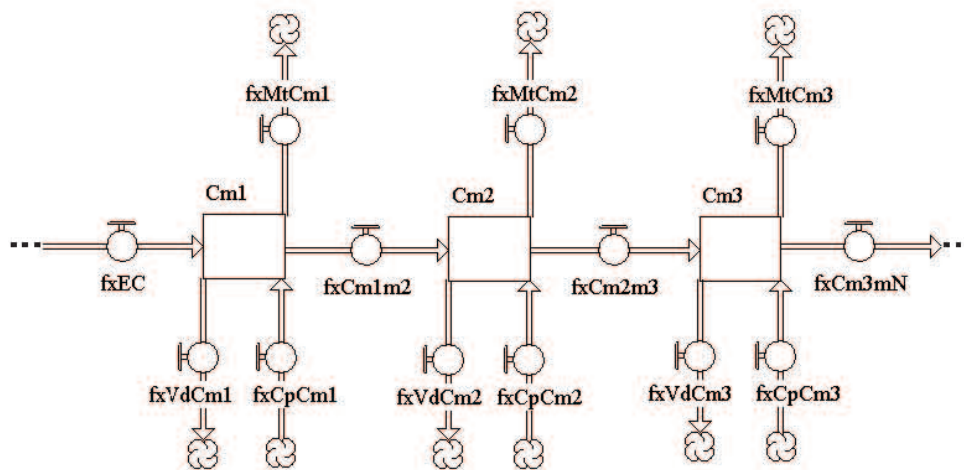 fxMtCm1 fxMtCm2 fxMtCm3
Cm1 Cm2 Cm3
fxEC fxCm1m2 fxCm2m3 fxCm3mN
fxVdCm1 fxCpCm1 fxVdCm2 fxCpCm2 fxVdCm3 fxCpCm3